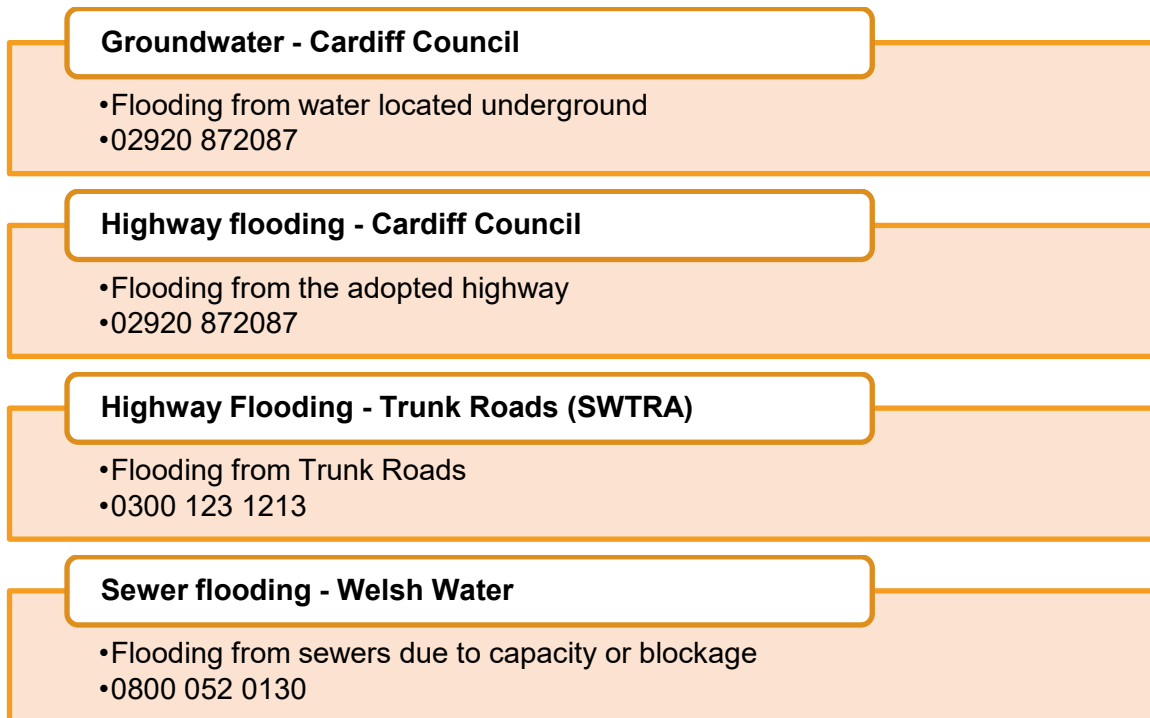 Groundwater - Cardiff Council
•Flooding from water located underground
•02920 872087
Highway flooding - Cardiff Council
•Flooding from the adopted highway
•02920 872087
Highway Flooding - Trunk Roads (SWTRA)
•Flooding from Trunk Roads
•0300 123 1213
Sewer flooding - Welsh Water
•Flooding from sewers due to capacity or blockage
•0800 052 0130